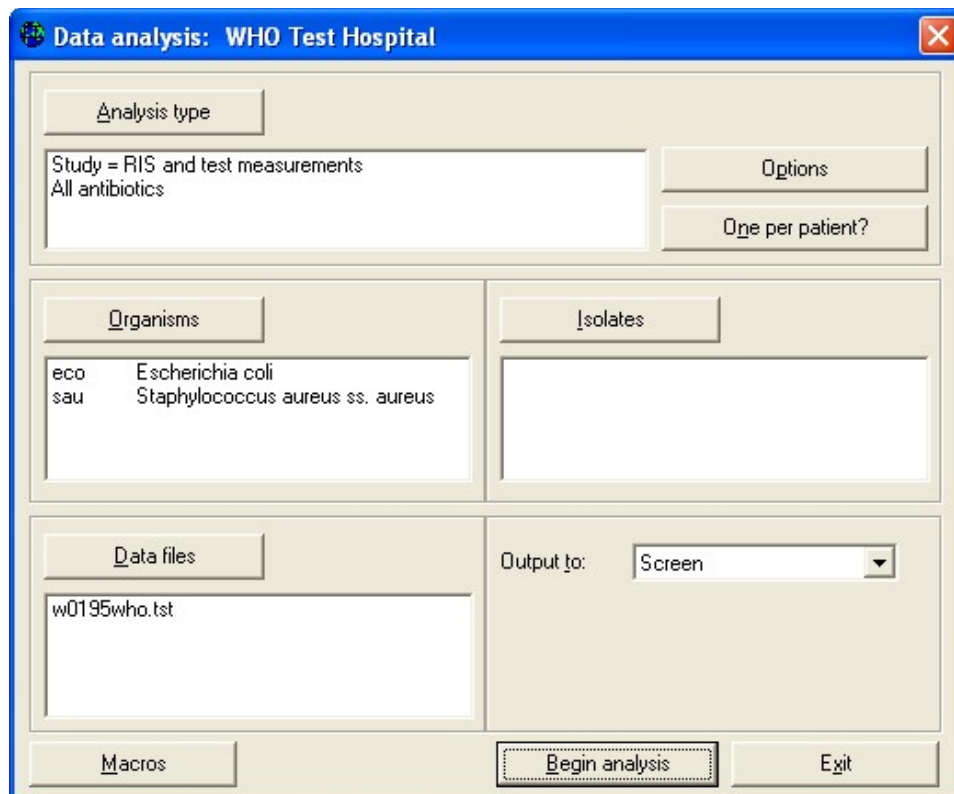 Data analysis: WHO Test Hospital
Analysis type
Study = RIS and test measurements
All antibiotics
Options
One per patient?
Organisms
eco Escherichia coli
sau Staphylococcus aureus ss. aureus
Isolates
Data files
w0195who.tst
Output to: Screen
Macros
Begin analysis
Exit